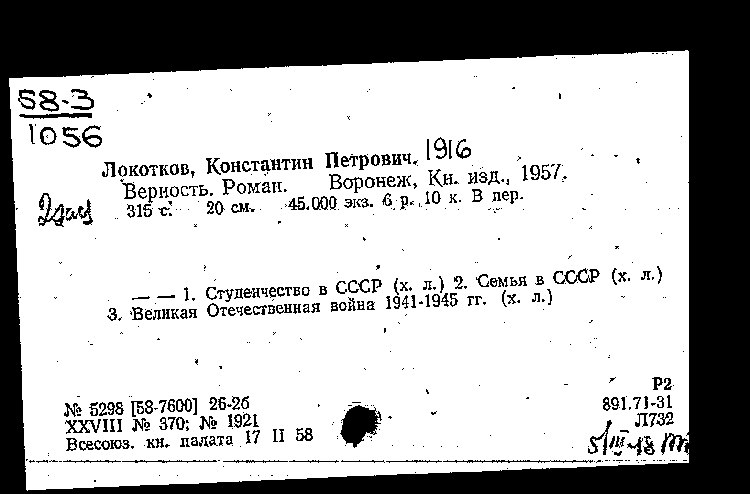 58-3
1056
Локотков, Константин Петрович. 1916
Верность. Роман. Воронеж, Кн. изд., 1957.
315 с. 20 см. 45.000 экз. 6 р. 10 к. В пер.
— — 1. Студенчество в СССР (х. л.) 2. Семья в СССР (х. л.)
3. Великая Отечественная война 1941-1945 гг. (х. л.)
№ 5298 [58-7600] 26-26
XXVIII № 370; № 1921
Всесоюз. кн. палата 17 II 58
Р2
891.71-31
Л732